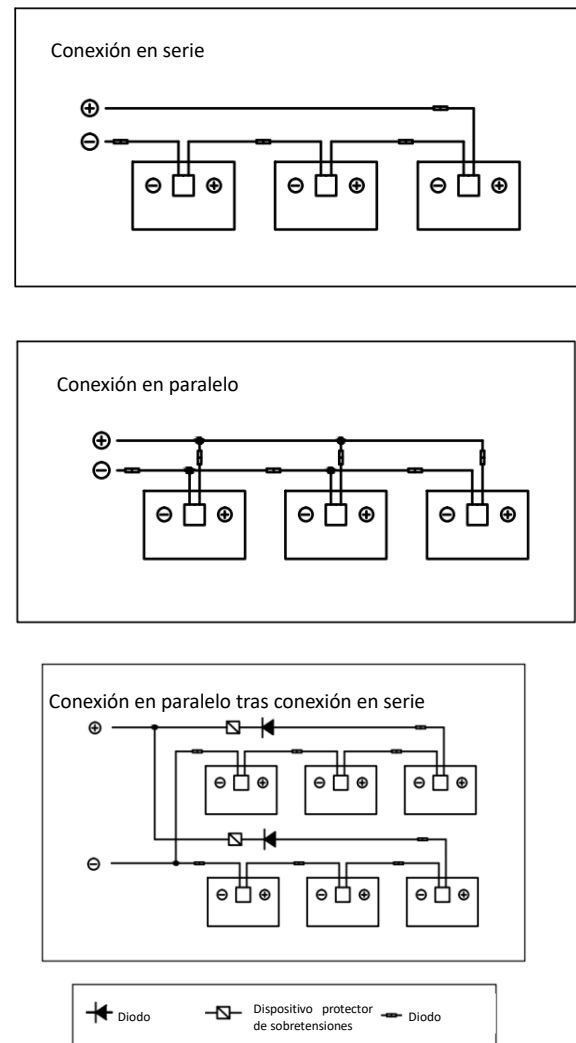 Conexión en serie
Conexión en paralelo
Conexión en paralelo tras conexión en serie
Diodo
Dispositivo protector
de sobretensiones
Diodo